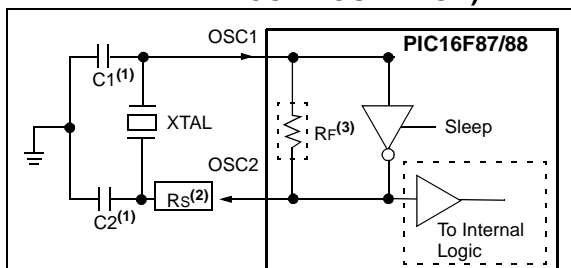 OSC1
PIC16F87/88
C1(1)
XTAL
RF(3)
Sleep
OSC2
RS(2)
C2(1)
To Internal
Logic